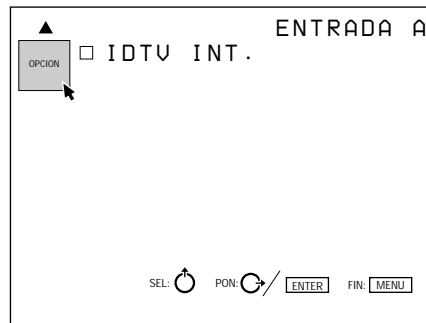 ENTRADA A
OPCION
IDTV INT.
SEL: PON: ENTER FIN: MENU